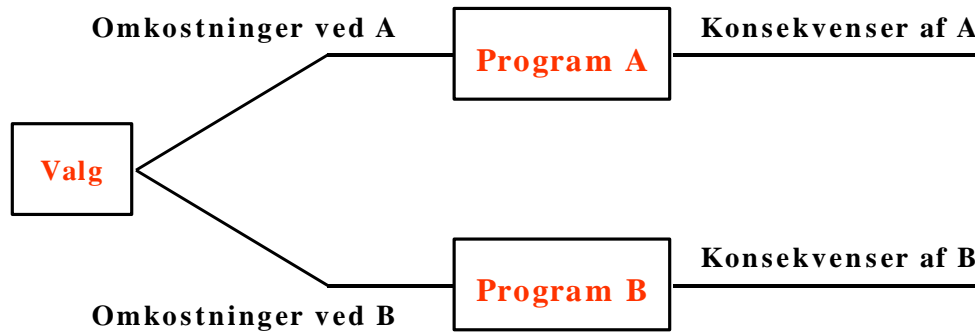 Omkostninger ved A
Konsekvenser af A
Program A
Valg
Konsekvenser af B
Program B
Omkostninger ved B